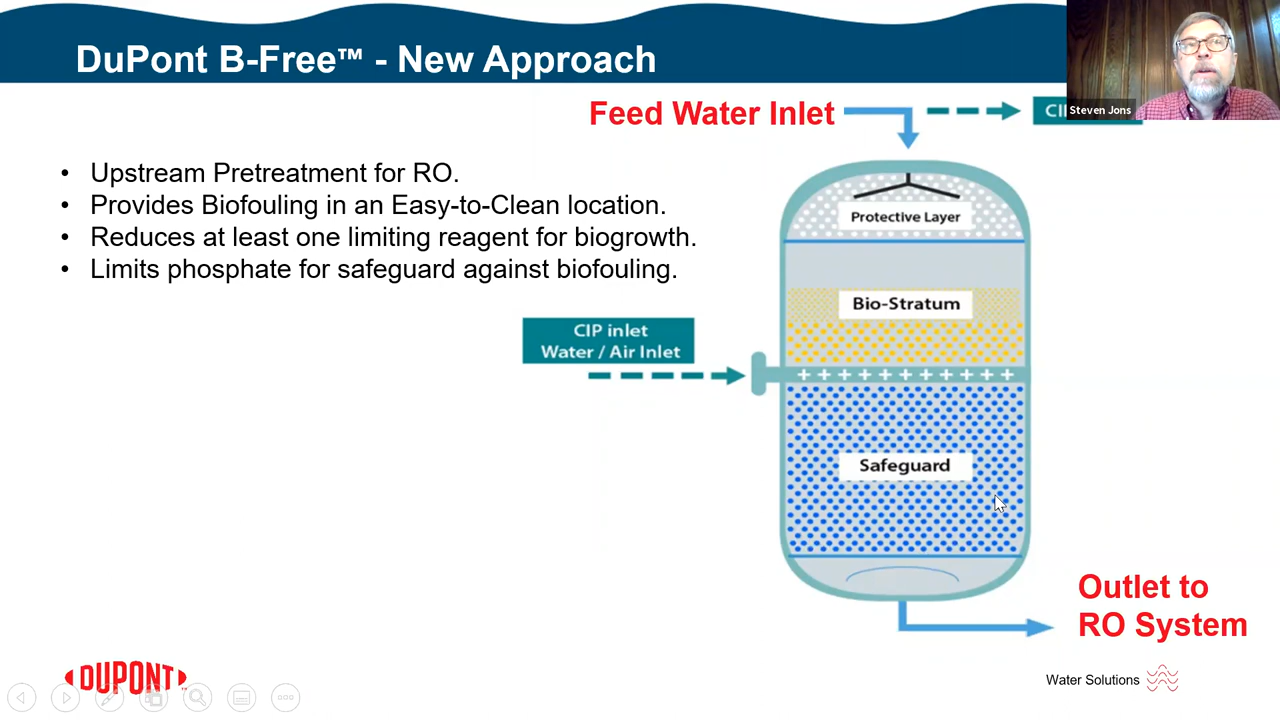 DuPont B-Free™ - New Approach
Steven Jons
Feed Water Inlet
• Upstream Pretreatment for RO.
• Provides Biofouling in an Easy-to-Clean location.
• Reduces at least one limiting reagent for biogrowth.
• Limits phosphate for safeguard against biofouling.
Protective Layer
Bio-Stratum
CIP inlet
Water / Air Inlet
+ + + + + + + + + + +
Safeguard
Outlet to
RO System
DUPONT™
Water Solutions